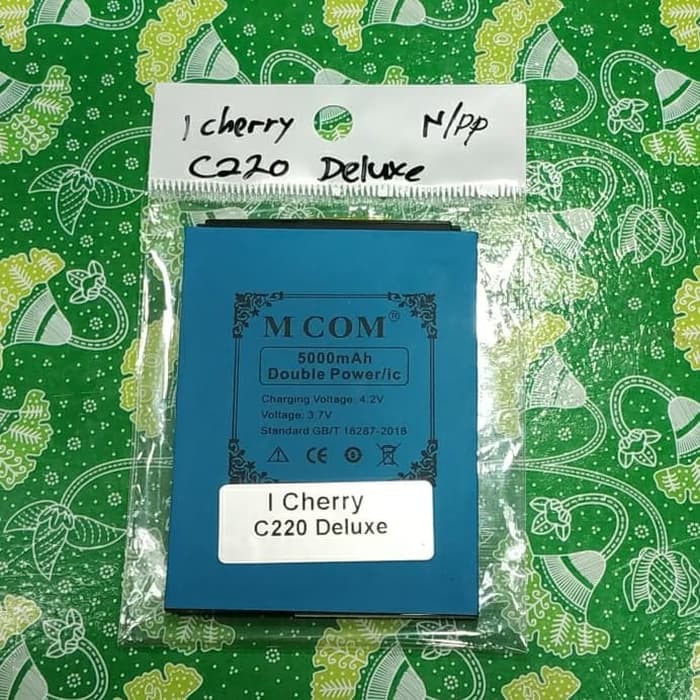 I cherry N/PP
C220 Deluxe
M COM®
5000mAh
Double Power/ic
Charging Voltage: 4.2V
Voltage: 3.7V
Standard GB/T 18287-2018
CE
I Cherry
C220 Deluxe